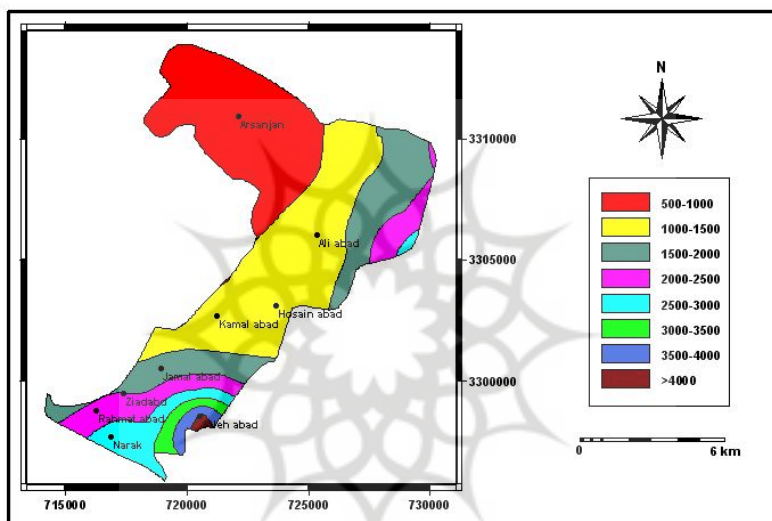 N
Arsanjan
3310000
500-1000
1000-1500
Ali abad
1500-2000
3305000
2000-2500
Hosain abad
Kamal abad
2500-3000
3000-3500
3500-4000
Jamal abad
3300000
>4000
Ziadabd
Rahmat abad
Narak
0
6 km
715000
720000
725000
730000